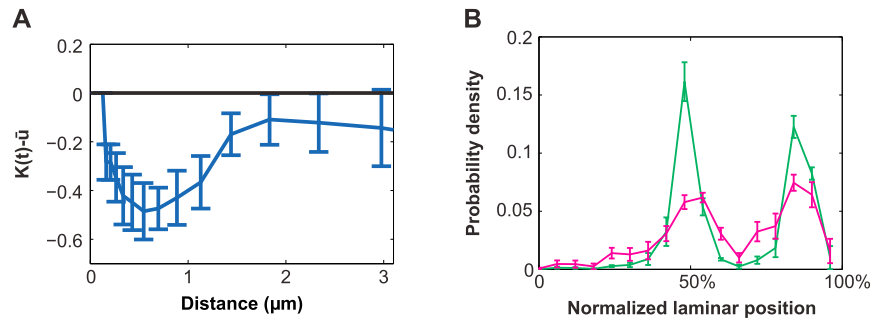 A
K(t)-ū
0.2
0
−0.2
−0.4
−0.6
0
1
2
3
Distance (µm)
B
Probability density
0.2
0.15
0.1
0.05
0
0
50%
100%
Normalized laminar position